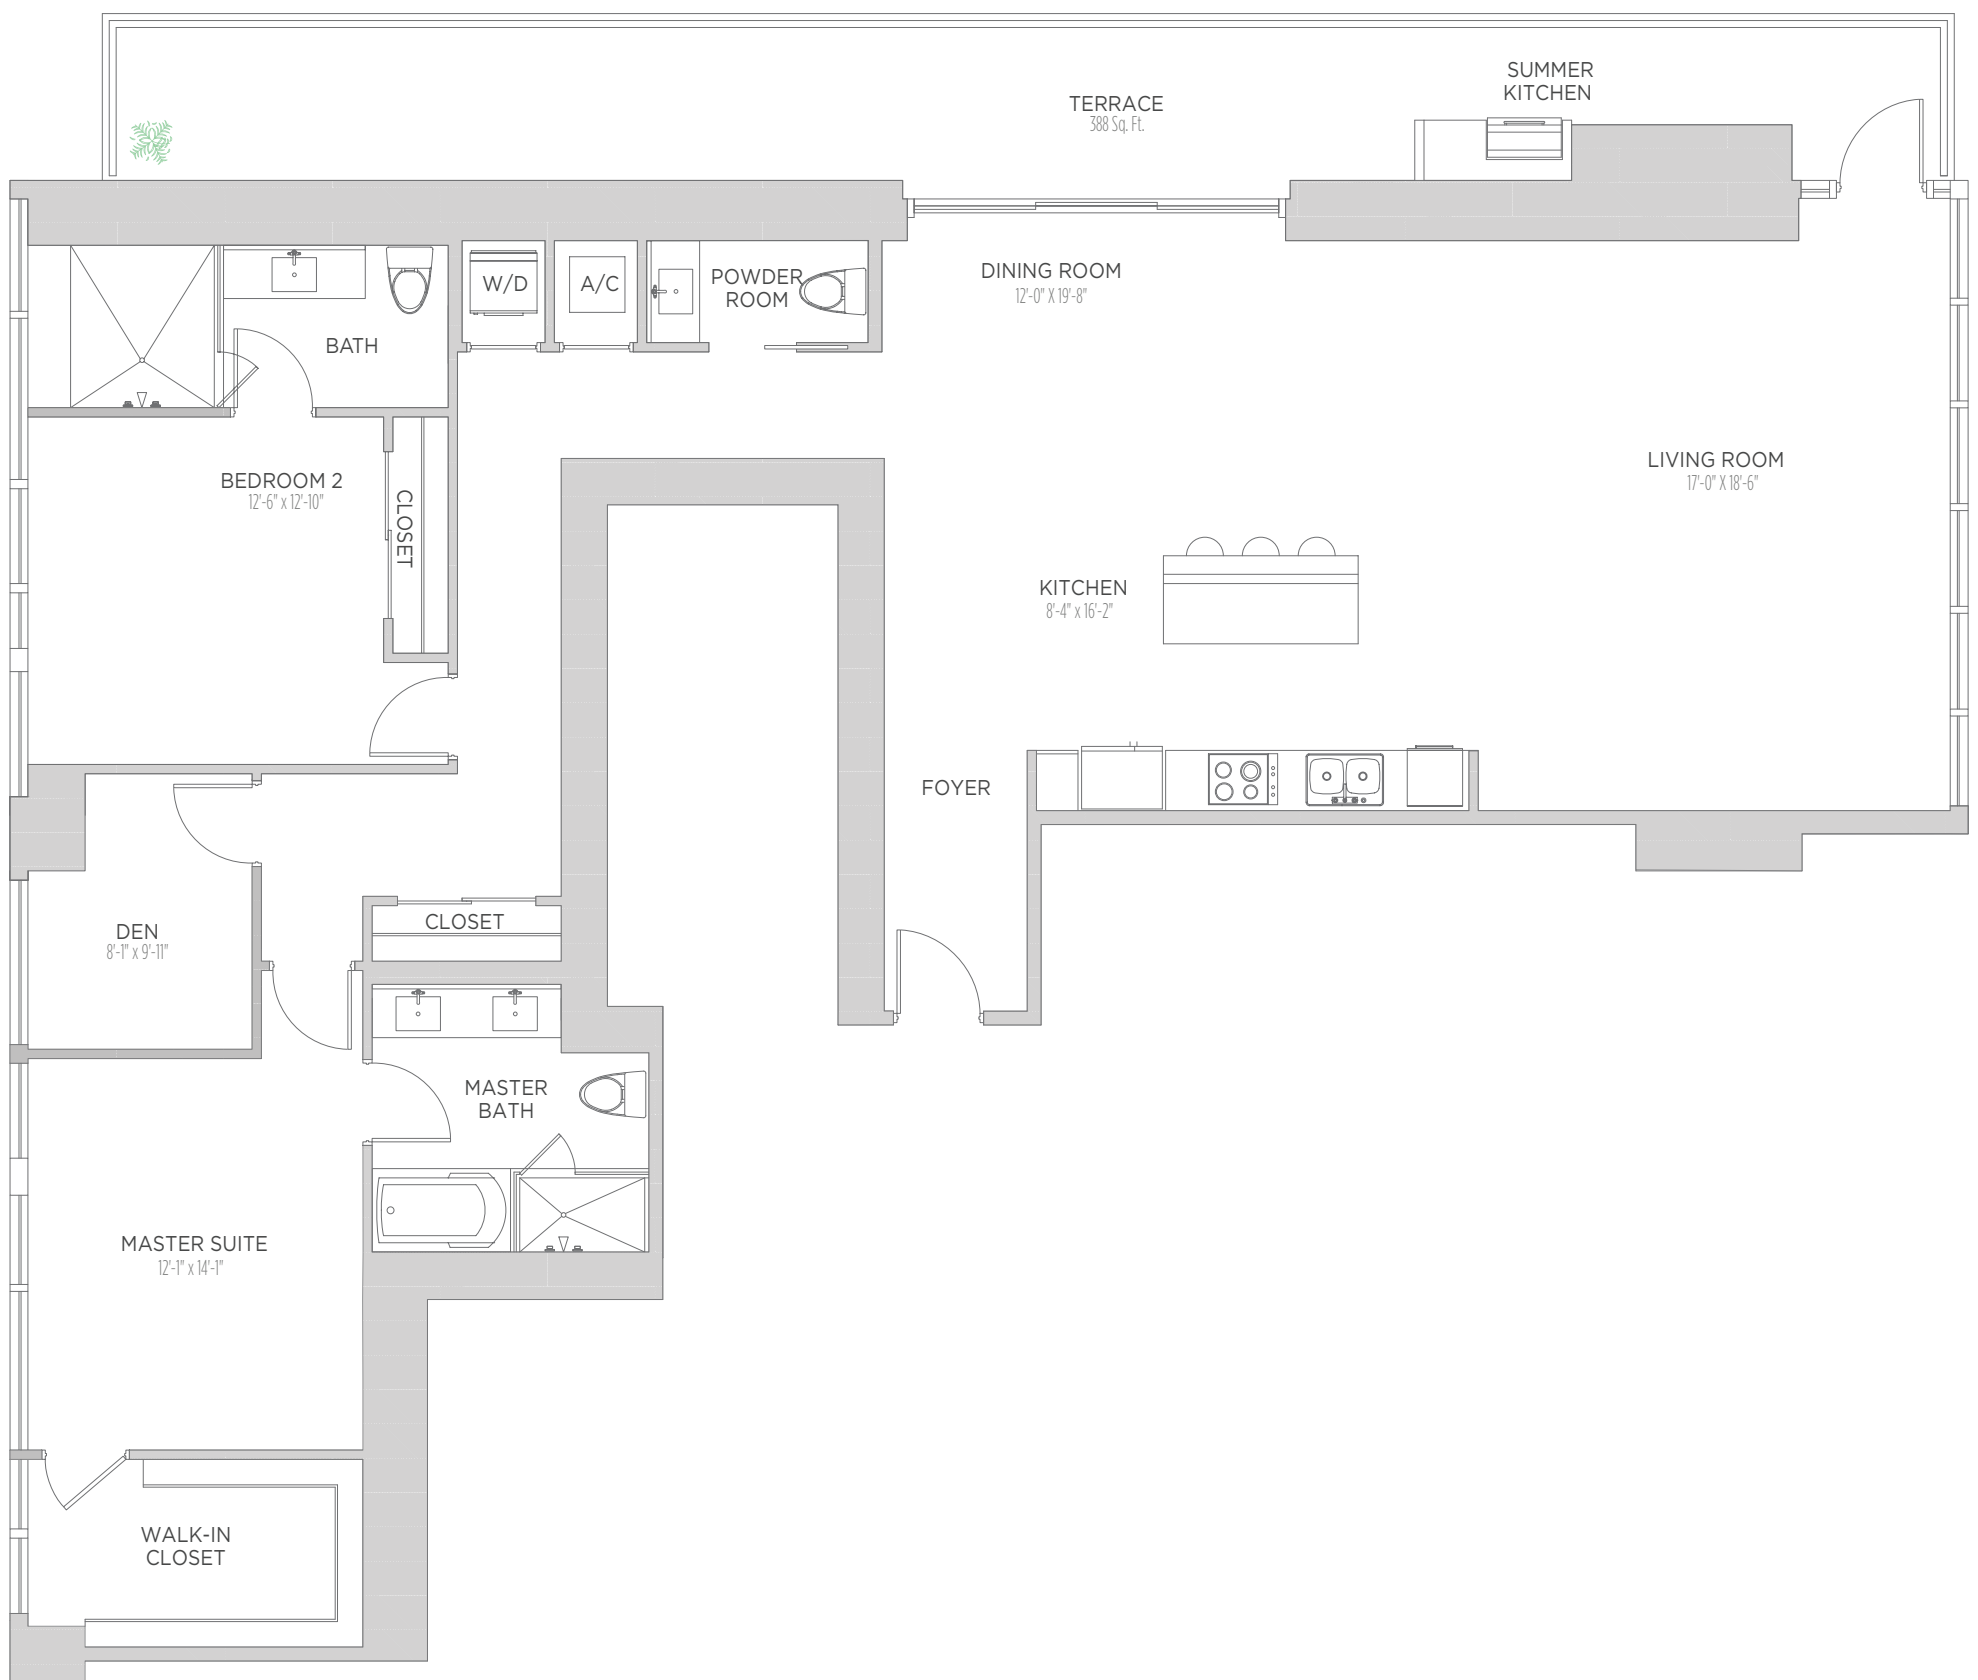 SUMMER
KITCHEN
TERRACE
388 Sq. Ft.
W/D
A/C
POWDER
ROOM
DINING ROOM
12'-0" X 19'-8"
BATH
BEDROOM 2
12'-6" x 12'-10"
CLOSET
LIVING ROOM
17'-0" X 18'-6"
KITCHEN
8'-4" x 16'-2"
FOYER
DEN
8'-1" x 9'-11"
CLOSET
MASTER
BATH
MASTER SUITE
12'-1" x 14'-1"
WALK-IN
CLOSET